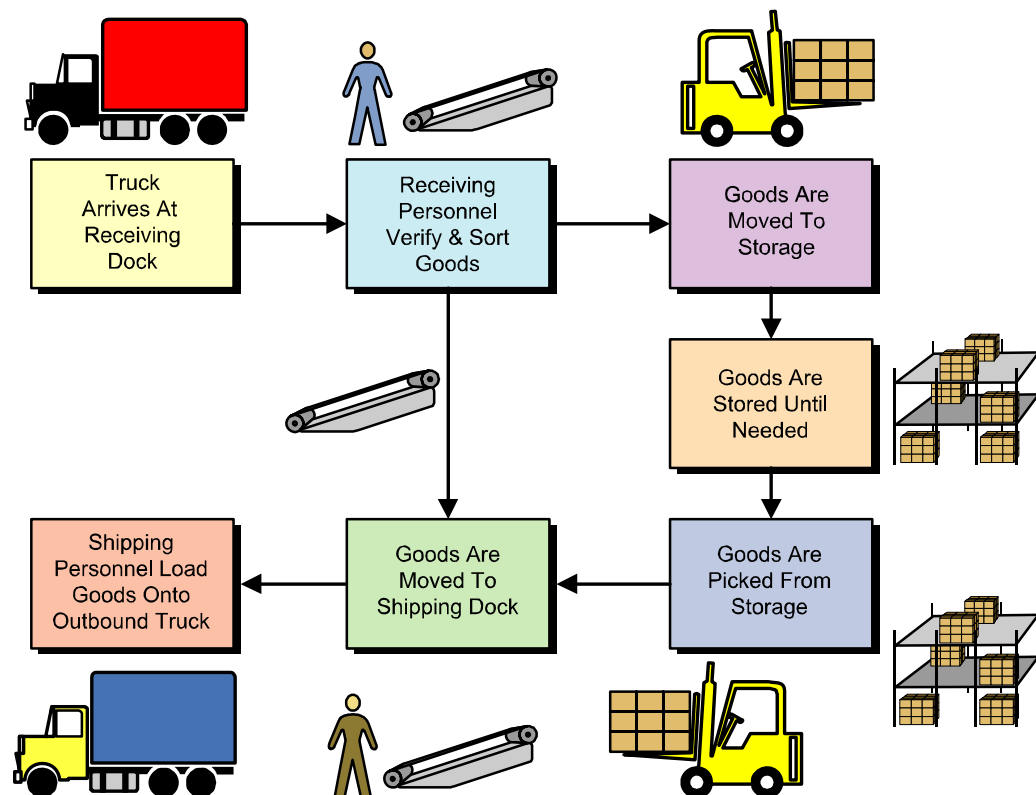 Truck
Arrives At
Receiving
Dock
Receiving
Personnel
Verify & Sort
Goods
Goods Are
Moved To
Storage
Goods Are
Stored Until
Needed
Goods Are
Picked From
Storage
Goods Are
Moved To
Shipping Dock
Shipping
Personnel Load
Goods Onto
Outbound Truck